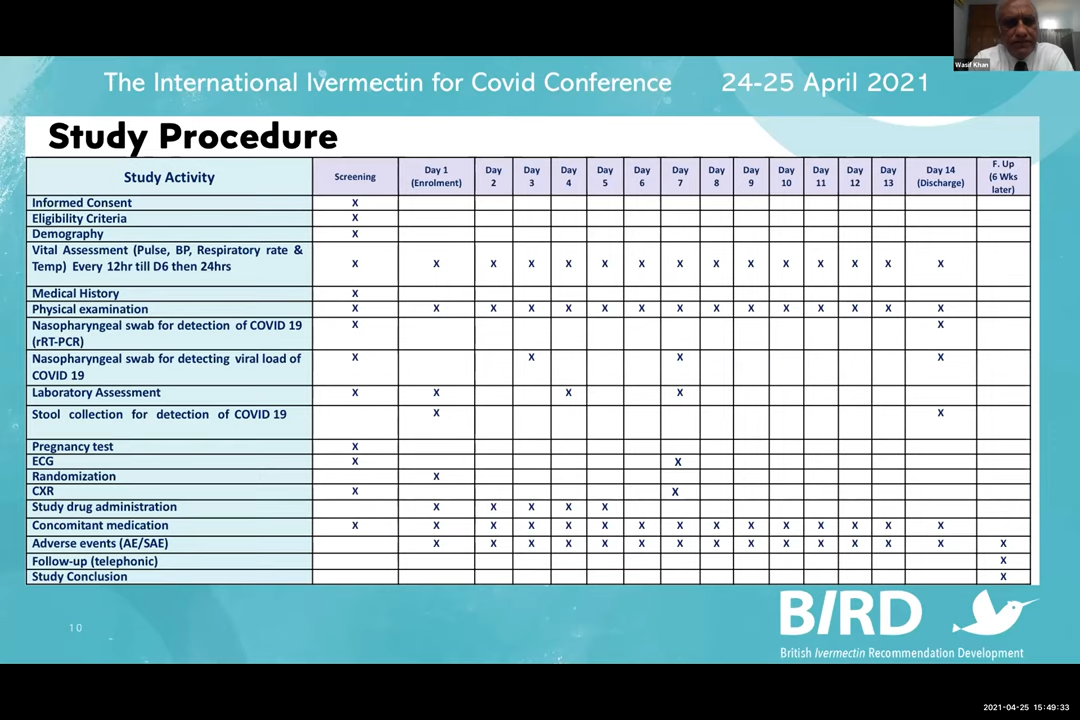 Wasif Khan
The International Ivermectin for Covid Conference 24-25 April 2021
Study Procedure
Study Activity Screening Day 1 (Enrolment) Day 2 Day 3 Day 4 Day 5 Day 6 Day 7 Day 8 Day 9 Day 10 Day 11 Day 12 Day 13 Day 14 (Discharge) F. Up (6 Wks later)
Informed Consent X
Eligibility Criteria X
Demography X
Vital Assessment (Pulse, BP, Respiratory rate &
Temp) Every 12hr till D6 then 24hrs X X X X X X X X X X X X X X X
Medical History X
Physical examination X X X X X X X X X X X X X X X
Nasopharyngeal swab for detection of COVID 19 X X
(rRT-PCR)
Nasopharyngeal swab for detecting viral load of X X X X
COVID 19
Laboratory Assessment X X X X
Stool collection for detection of COVID 19 X X
Pregnancy test X
ECG X X
Randomization X
CXR X X
Study drug administration X X X X X
Concomitant medication X X X X X X X X X X X X X X X
Adverse events (AE/SAE) X X X X X X X X X X X X X X X
Follow-up (telephonic) X
Study Conclusion X
10
BIRD
British Ivermectin Recommendation Development
2021-04-25 15:49:33